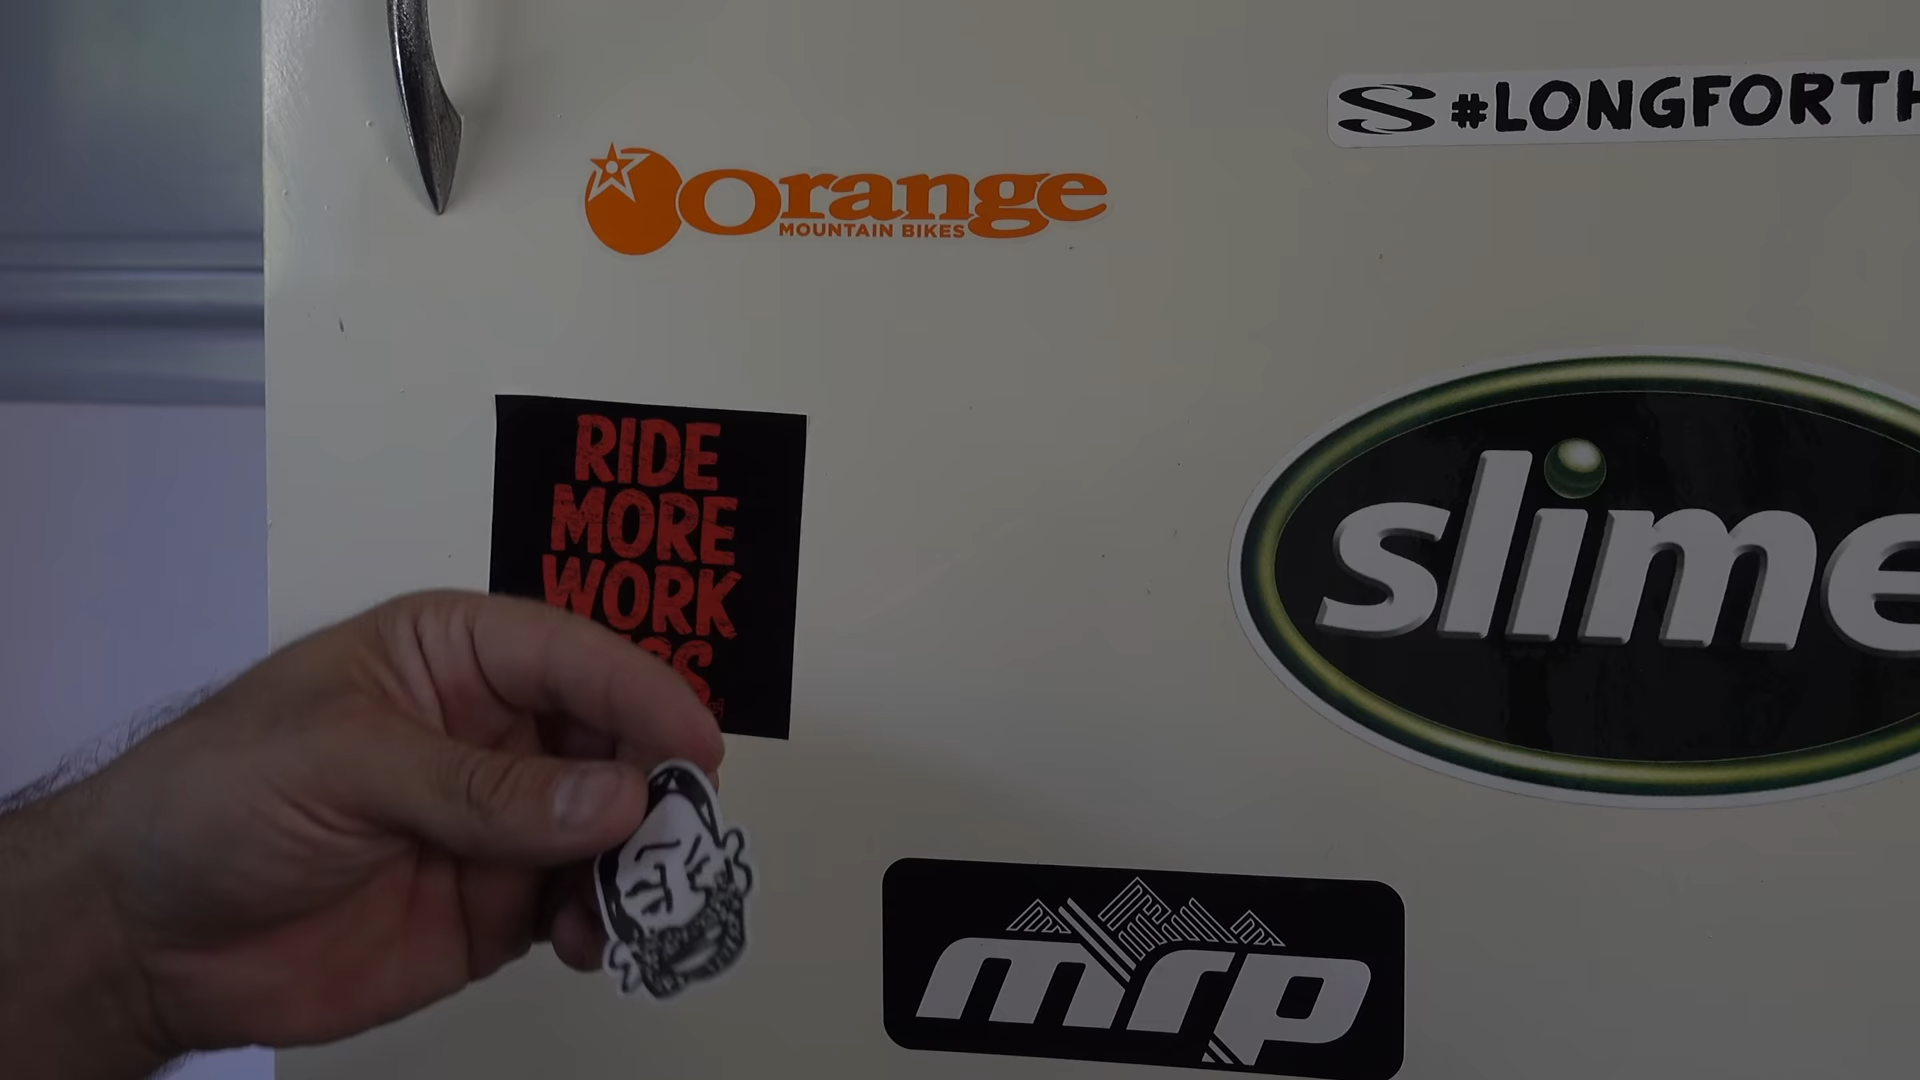 S #LONGFORTH
Orange
MOUNTAIN BIKES
RIDE
MORE
WORK
slime
mrp